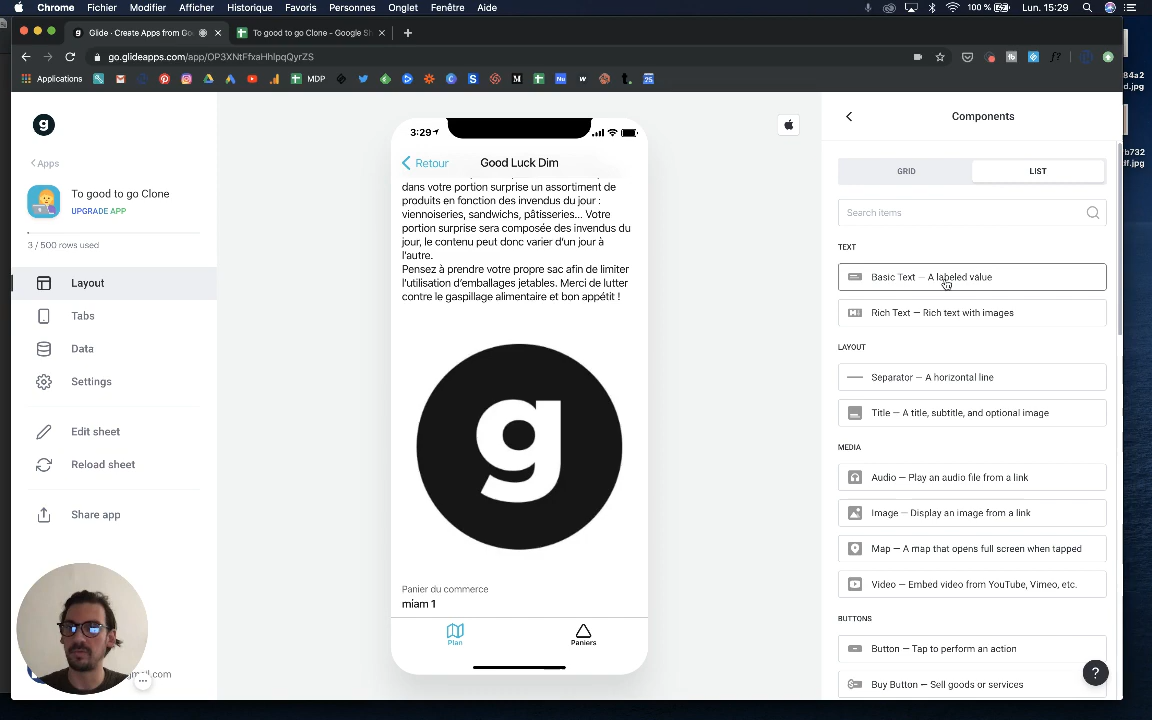 Chrome Fichier Modifier Affichage Historique Favoris Personnes Onglet Fenêtre Aide
100 % Lun. 15:29
Glide · Create Apps from Go
To good to go Clone - Google Sh
go.glideapps.com/app/OP3XNtFfxaHhlpqQyrZS
Applications
MDP
84a2
d.jpg
b732
df.jpg
g
Apps
To good to go Clone
UPGRADE APP
3 / 500 rows used
Layout
Tabs
Data
Settings
Edit sheet
Reload sheet
Share app
gmail.com
3:29
Retour
Good Luck Dim
dans votre portion surprise un assortiment de
produits en fonction des invendus du jour :
viennoiseries, sandwichs, pâtisseries... Votre
portion surprise sera composée des invendus du
jour, le contenu peut donc varier d'un jour à
l'autre.
Pensez à prendre votre propre sac afin de limiter
l'utilisation d'emballages jetables. Merci de lutter
contre le gaspillage alimentaire et bon appétit !
g
Panier du commerce
miam 1
Plan
Paniers
Components
GRID
LIST
Search items
TEXT
Basic Text — A labeled value
Rich Text — Rich text with images
LAYOUT
Separator — A horizontal line
Title — A title, subtitle, and optional image
MEDIA
Audio — Play an audio file from a link
Image — Display an image from a link
Map — A map that opens full screen when tapped
Video — Embed video from YouTube, Vimeo, etc.
BUTTONS
Button — Tap to perform an action
Buy Button — Sell goods or services
?